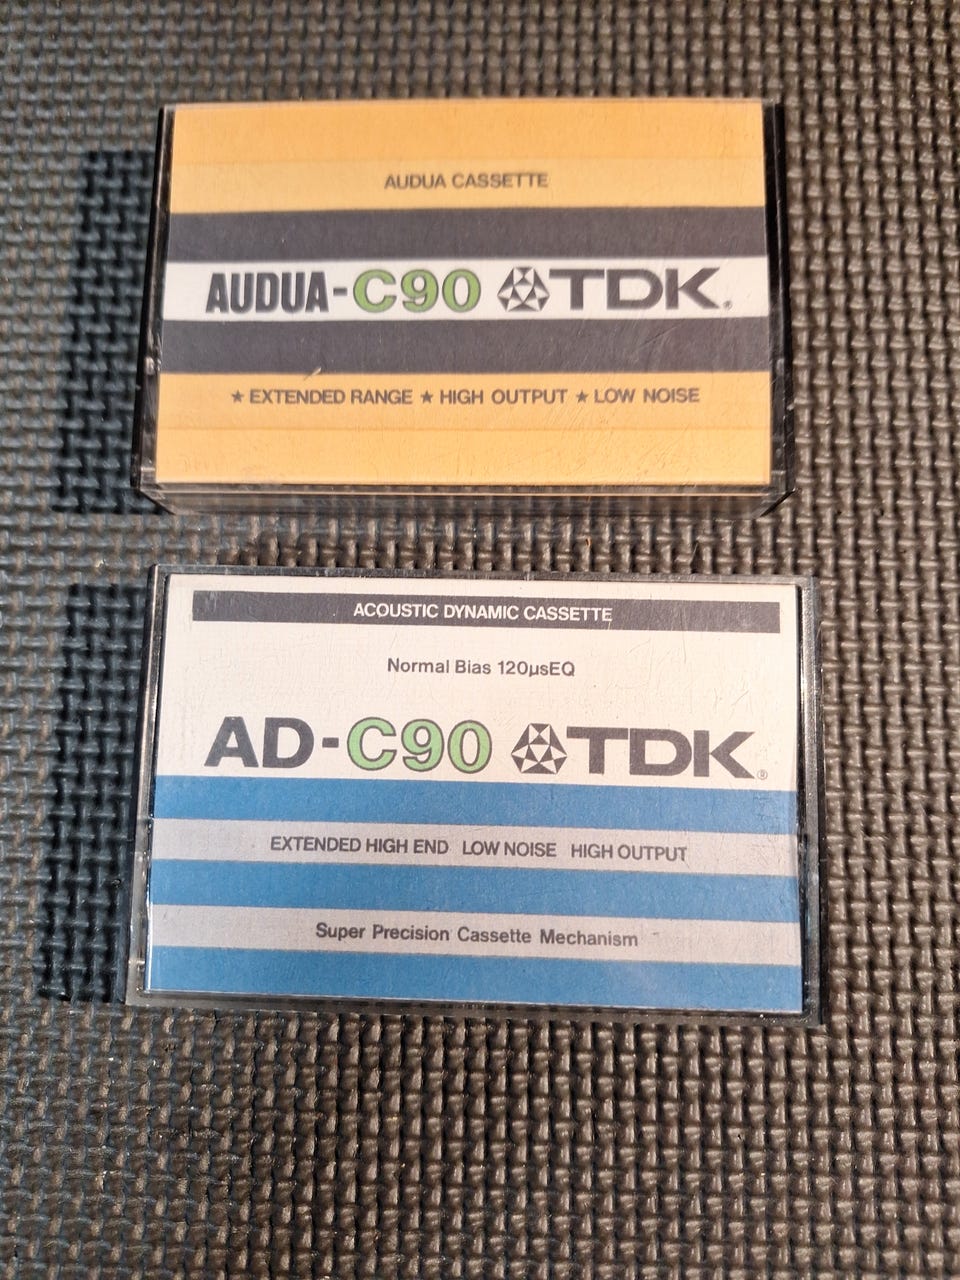 AUDUA CASSETTE
AUDUA-C90 TDK®
★ EXTENDED RANGE ★ HIGH OUTPUT ★ LOW NOISE
ACOUSTIC DYNAMIC CASSETTE
Normal Bias 120µsEQ
AD-C90 TDK®
EXTENDED HIGH END LOW NOISE HIGH OUTPUT
Super Precision Cassette Mechanism